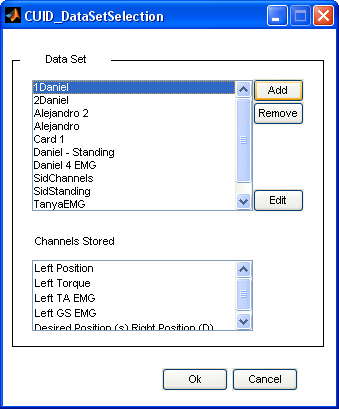 CUID_DataSetSelection
Data Set
1Daniel
2Daniel
Alejandro 2
Alejandro
Card 1
Daniel - Standing
Daniel 4 EMG
SidChannels
SidStanding
TanyaEMG
Add
Remove
Edit
Channels Stored
Left Position
Left Torque
Left TA EMG
Left GS EMG
Desired Position (s) Right Position (D)
Ok
Cancel